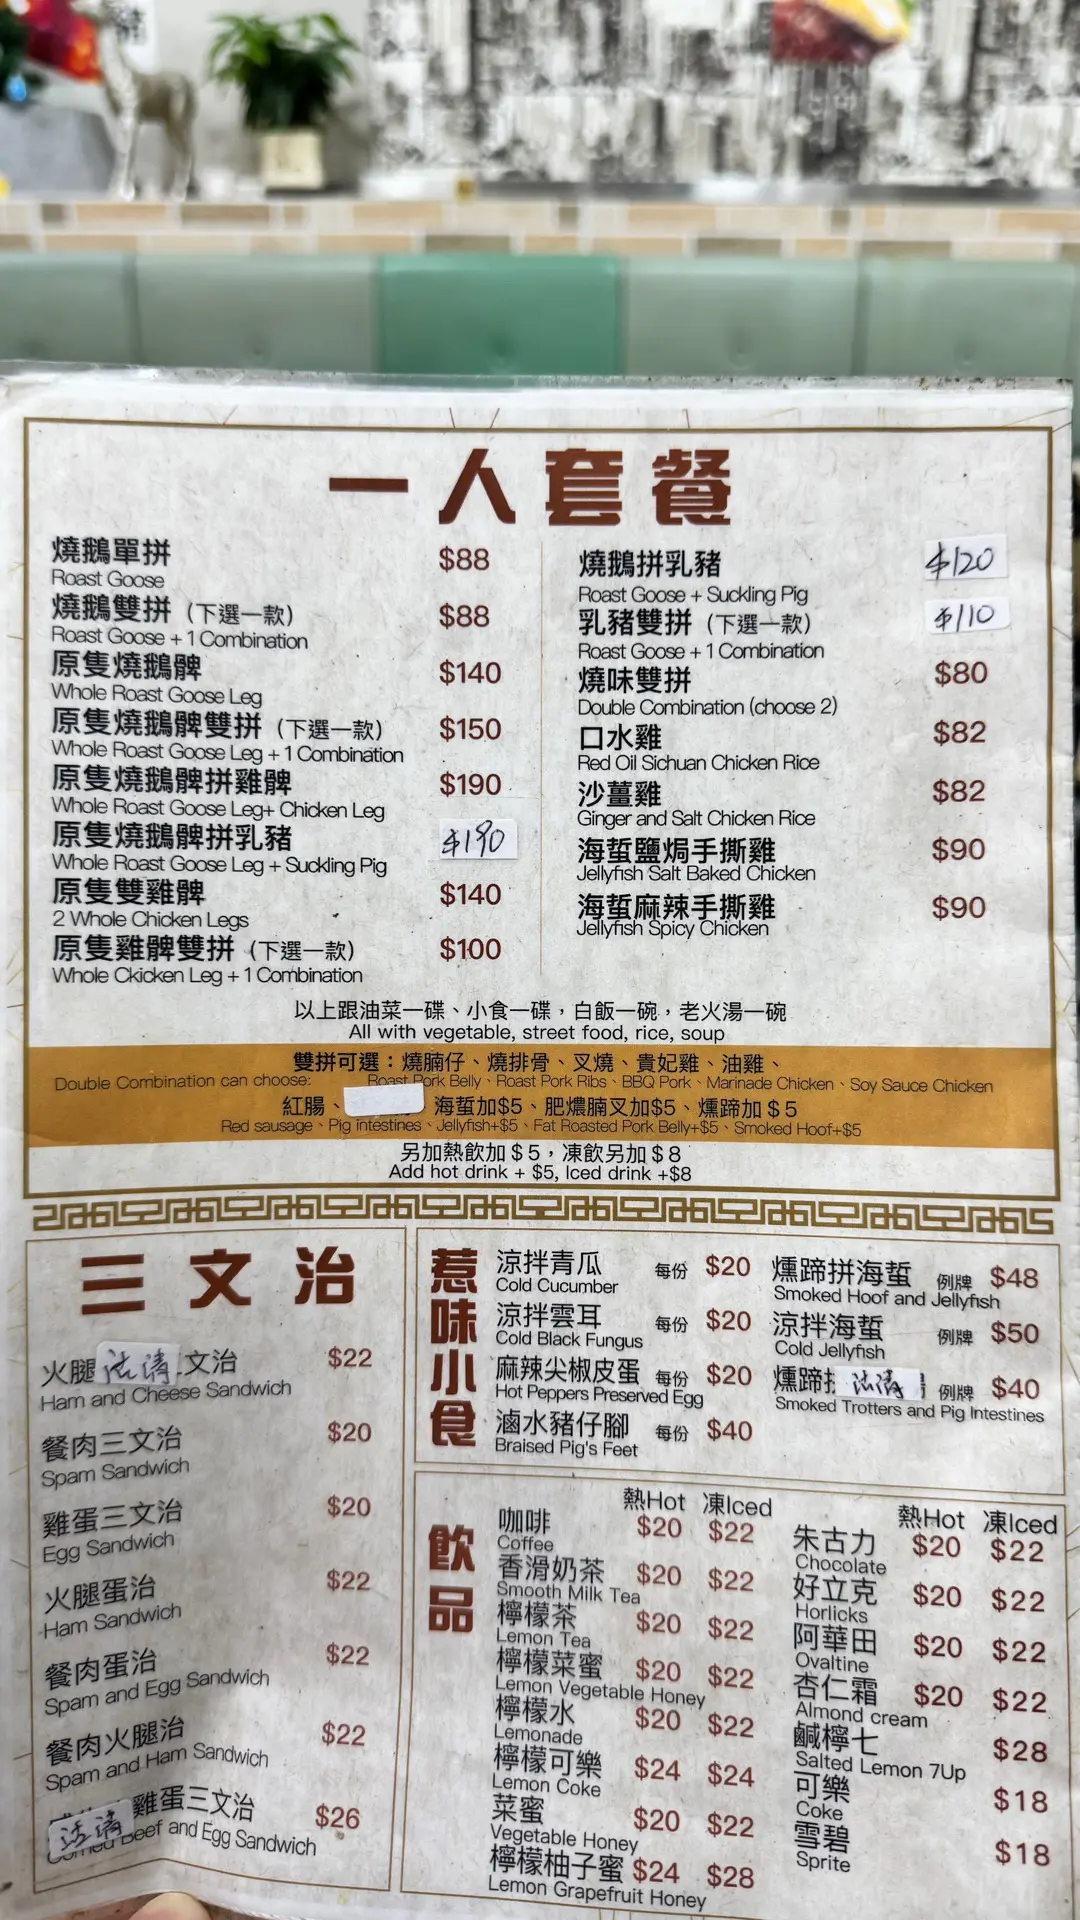 一人套餐
燒鵝單拼 $88
Roast Goose
燒鵝雙拼（下選一款） $88
Roast Goose + 1 Combination
原隻燒鵝髀 $140
Whole Roast Goose Leg
原隻燒鵝髀雙拼（下選一款） $150
Whole Roast Goose Leg + 1 Combination
原隻燒鵝髀拼雞髀 $190
Whole Roast Goose Leg+ Chicken Leg
原隻燒鵝髀拼乳豬 $190
Whole Roast Goose Leg + Suckling Pig
原隻雙雞髀 $140
2 Whole Chicken Legs
原隻雞髀雙拼（下選一款） $100
Whole Ckicken Leg + 1 Combination
燒鵝拼乳豬 $120
Roast Goose + Suckling Pig
乳豬雙拼（下選一款） $110
Roast Goose + 1 Combination
燒味雙拼 $80
Double Combination (choose 2)
口水雞 $82
Red Oil Sichuan Chicken Rice
沙薑雞 $82
Ginger and Salt Chicken Rice
海蜇鹽焗手撕雞 $90
Jellyfish Salt Baked Chicken
海蜇麻辣手撕雞 $90
Jellyfish Spicy Chicken
以上跟油菜一碟、小食一碟，白飯一碗，老火湯一碗
All with vegetable, street food, rice, soup
雙拼可選：燒腩仔、燒排骨、叉燒、貴妃雞、油雞、
Double Combination can choose: Roast Pork Belly、Roast Pork Ribs、BBQ Pork、Marinade Chicken、Soy Sauce Chicken
紅腸、 海蜇加$5、肥燶腩叉加$5、燻蹄加＄5
Red sausage、Pig intestines、Jellyfish+$5、Fat Roasted Pork Belly+$5、Smoked Hoof+$5
另加熱飲加＄5，凍飲另加＄8
Add hot drink + $5, Iced drink +$8
三文治
火腿 文治 $22
Ham and Cheese Sandwich
餐肉三文治 $20
Spam Sandwich
雞蛋三文治 $20
Egg Sandwich
火腿蛋治 $22
Ham Sandwich
餐肉蛋治 $22
Spam and Egg Sandwich
餐肉火腿治 $22
Spam and Ham Sandwich
雞蛋三文治 $26
Beef and Egg Sandwich
惹味小食
涼拌青瓜 每份 $20
Cold Cucumber
涼拌雲耳 每份 $20
Cold Black Fungus
麻辣尖椒皮蛋 每份 $20
Hot Peppers Preserved Egg
滷水豬仔腳 每份 $40
Braised Pig's Feet
燻蹄拼海蜇 例牌 $48
Smoked Hoof and Jellyfish
涼拌海蜇 例牌 $50
Cold Jellyfish
燻蹄 例牌 $40
Smoked Trotters and Pig Intestines
飲品
熱Hot 凍Iced
咖啡 $20 $22
Coffee
香滑奶茶 $20 $22
Smooth Milk Tea
檸檬茶 $20 $22
Lemon Tea
檸檬菜蜜 $20 $22
Lemon Vegetable Honey
檸檬水 $20 $22
Lemonade
檸檬可樂 $24 $24
Lemon Coke
菜蜜 $20 $22
Vegetable Honey
檸檬柚子蜜 $24 $28
Lemon Grapefruit Honey
熱Hot 凍Iced
朱古力 $20 $22
Chocolate
好立克 $20 $22
Horlicks
阿華田 $20 $22
Ovaltine
杏仁霜 $20 $22
Almond cream
鹹檸七 $28
Salted Lemon 7Up
可樂 $18
Coke
雪碧 $18
Sprite